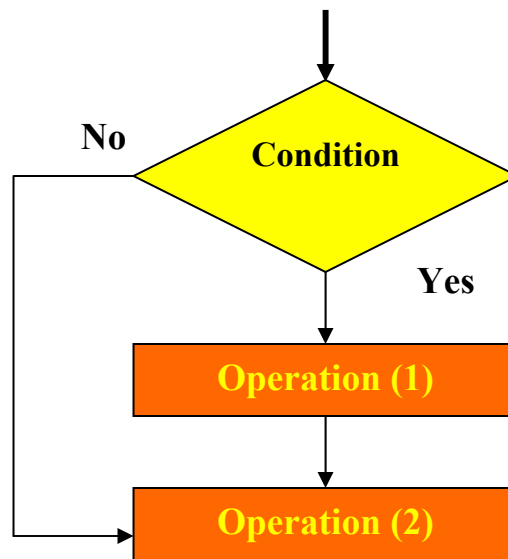 No
Condition
Yes
Operation (1)
Operation (2)